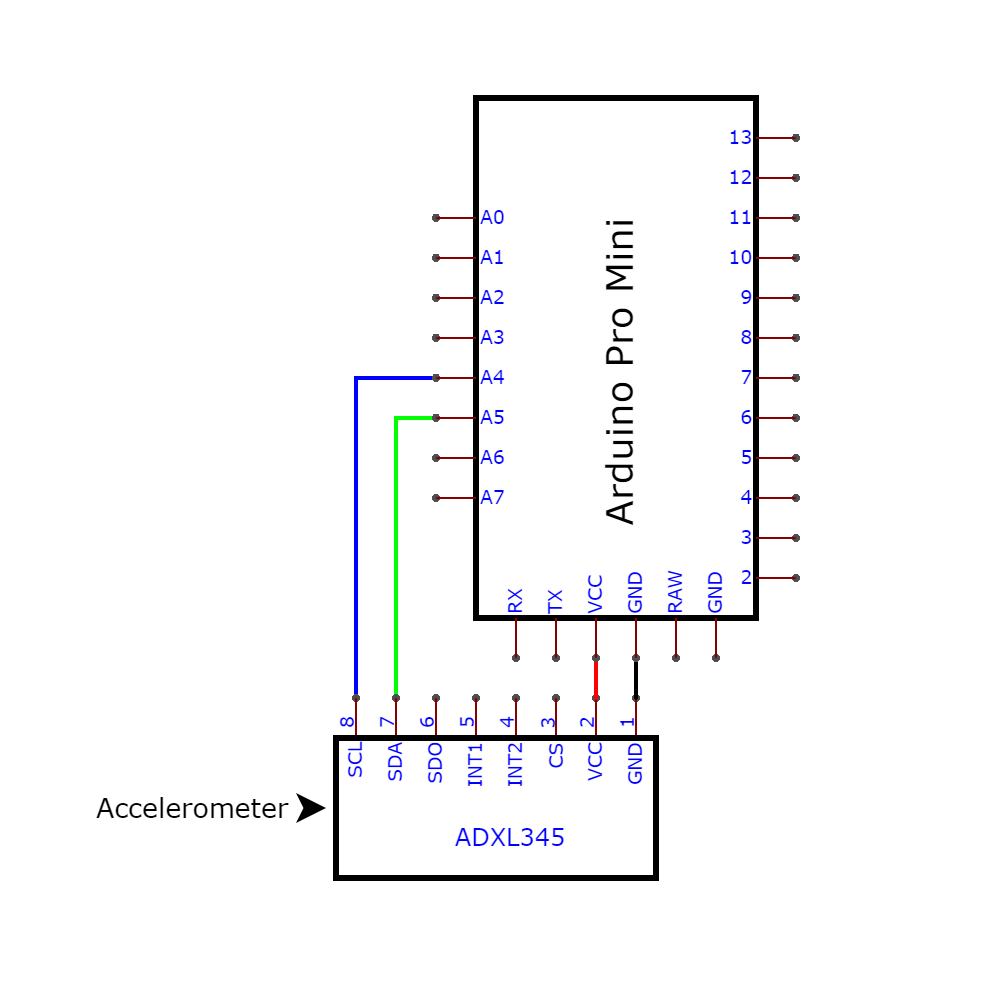 13
12
A0
11
A1
10
A2
9
A3
8
A4
7
A5
6
A6
5
A7
4
3
2
Arduino Pro Mini
RX
TX
VCC
GND
RAW
GND
8
7
6
5
4
3
2
1
SCL
SDA
SDO
INT1
INT2
CS
VCC
GND
Accelerometer
ADXL345